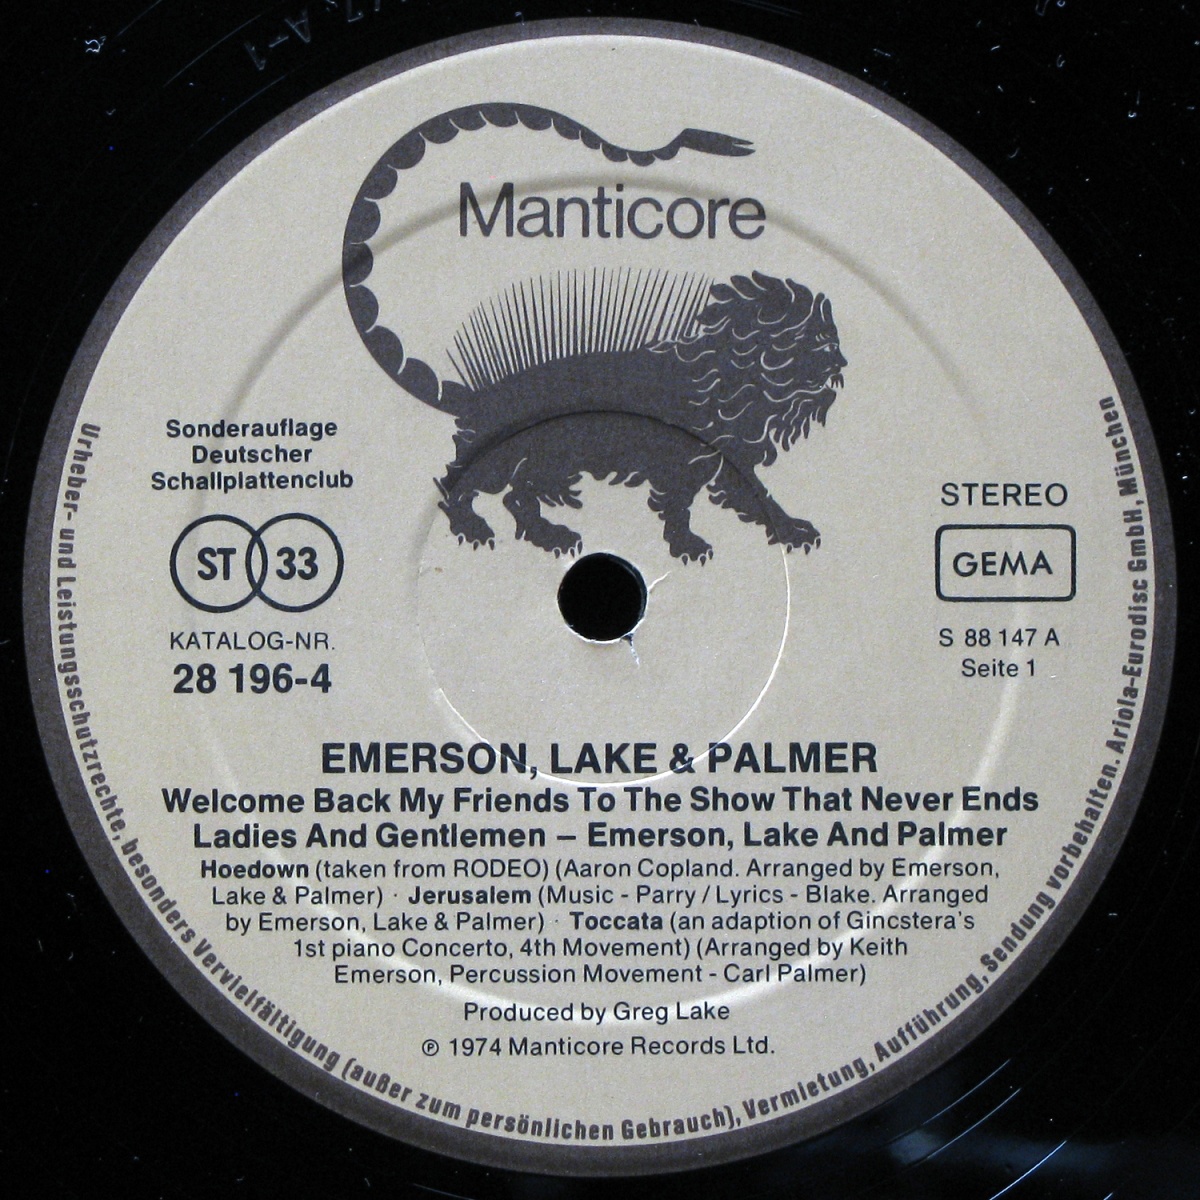 Manticore
Sonderauflage
Deutscher
Schallplattenclub
ST 33
KATALOG-NR.
28 196-4
STEREO
GEMA
S 88 147 A
Seite 1
EMERSON, LAKE & PALMER
Welcome Back My Friends To The Show That Never Ends
Ladies And Gentlemen – Emerson, Lake And Palmer
Hoedown (taken from RODEO) (Aaron Copland. Arranged by Emerson,
Lake & Palmer) · Jerusalem (Music - Parry / Lyrics - Blake. Arranged
by Emerson, Lake & Palmer) · Toccata (an adaption of Gincstera's
1st piano Concerto, 4th Movement) (Arranged by Keith
Emerson, Percussion Movement - Carl Palmer)
Produced by Greg Lake
℗ 1974 Manticore Records Ltd.
Urheber- und Leistungsschutzrechte, besonders Vervielfältigung (außer zum persönlichen Gebrauch), Vermietung, Aufführung, Sendung vorbehalten. Ariola-Eurodisc GmbH, München